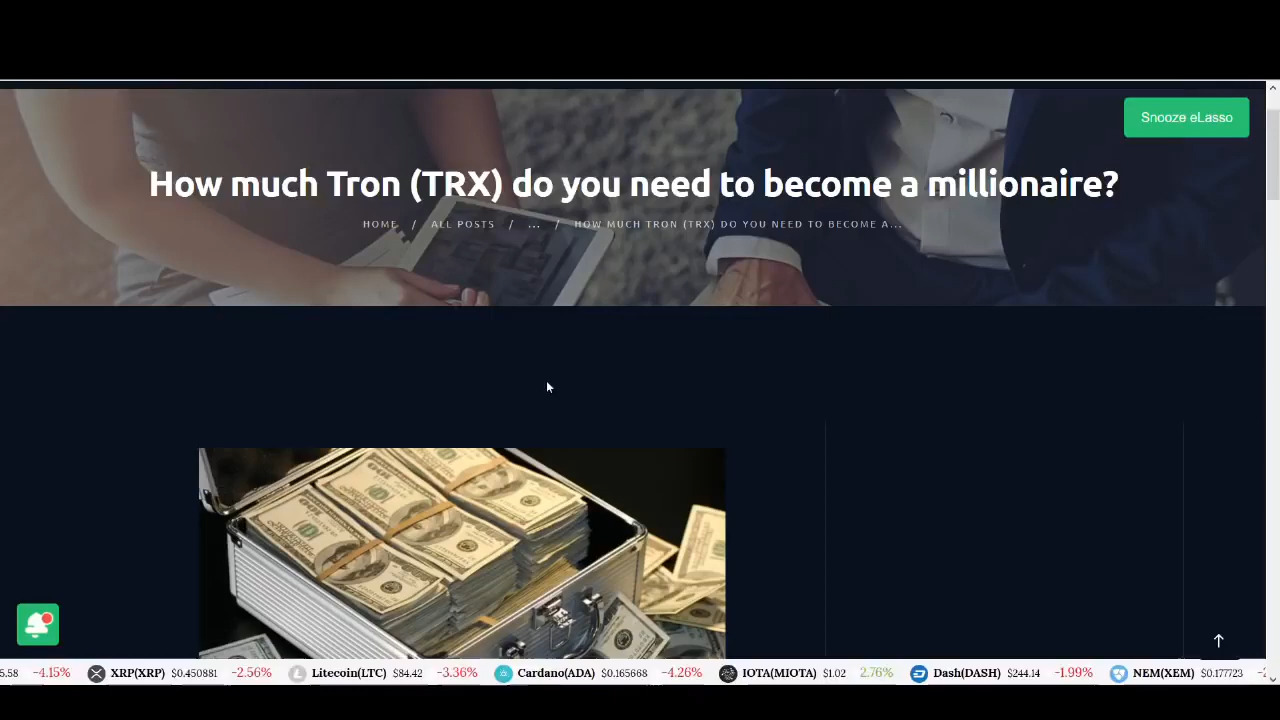 Snooze eLasso
How much Tron (TRX) do you need to become a millionaire?
HOME / ALL POSTS / ... / HOW MUCH TRON (TRX) DO YOU NEED TO BECOME A...
5.58 -4.15% XRP(XRP) $0.450881 -2.56% Litecoin(LTC) $84.42 -3.36% Cardano(ADA) $0.165668 -4.26% IOTA(MIOTA) $1.02 2.76% Dash(DASH) $244.14 -1.99% NEM(XEM) $0.177723